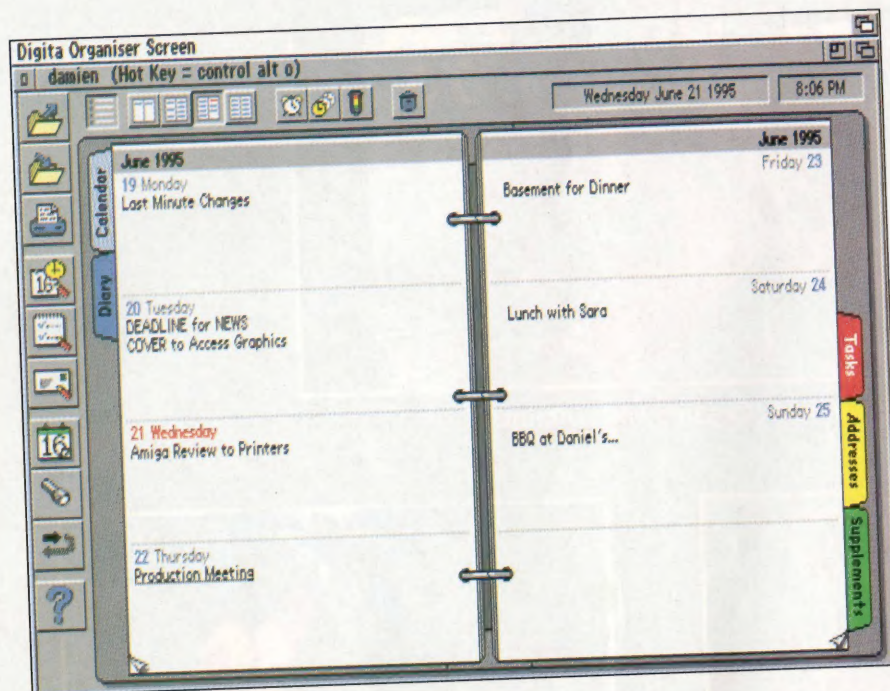 Digita Organiser Screen
damien (Hot Key = control alt o)
Wednesday June 21 1995
8:06 PM
16
16
Calendar
Diary
June 1995
19 Monday
Last Minute Changes
20 Tuesday
DEADLINE for NEWS
COVER to Access Graphics
21 Wednesday
Amiga Review to Printers
22 Thursday
Production Meeting
June 1995
Friday 23
Basement for Dinner
Saturday 24
Lunch with Sara
Sunday 25
BBQ at Daniel's...
Tasks
Addresses
Supplements
?